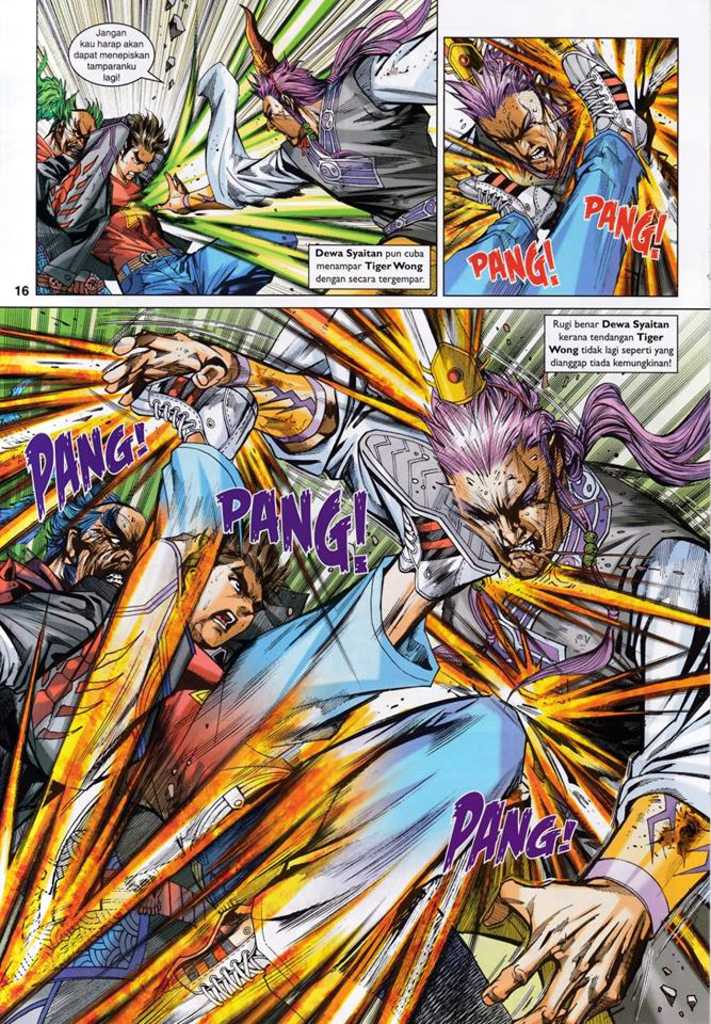 Jangan
kau harap akan
dapat menepiskan
tamparanku
lagi!
Dewa Syaitan pun cuba
menampar Tiger Wong
dengan secara tergempar.
PANG!
PANG!
16
Rugi benar Dewa Syaitan
kerana tendangan Tiger
Wong tidak lagi seperti yang
dianggap tiada kemungkinan!
PANG!
PANG!
PANG!